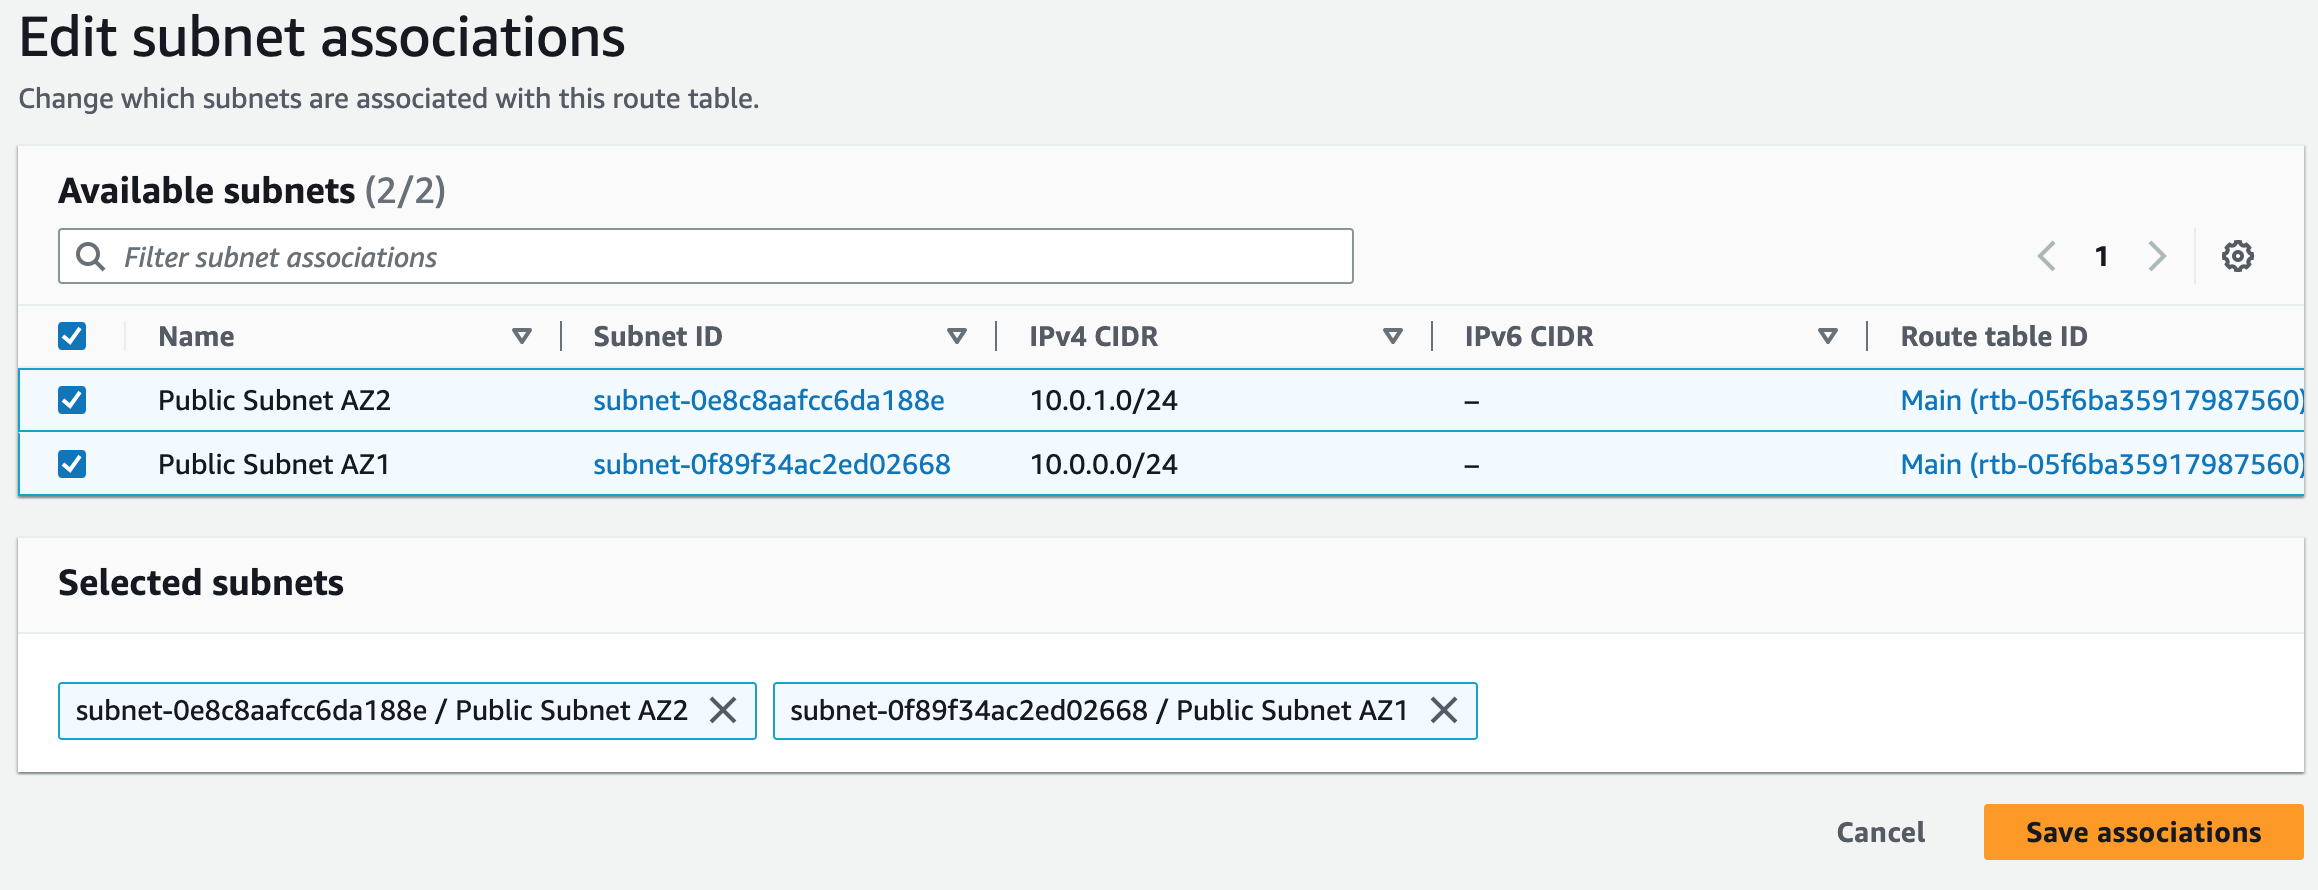 Edit subnet associations
Change which subnets are associated with this route table.
Available subnets (2/2)
Filter subnet associations
1
Name Subnet ID IPv4 CIDR IPv6 CIDR Route table ID
Public Subnet AZ2 subnet-0e8c8aafcc6da188e 10.0.1.0/24 – Main (rtb-05f6ba35917987560)
Public Subnet AZ1 subnet-0f89f34ac2ed02668 10.0.0.0/24 – Main (rtb-05f6ba35917987560)
Selected subnets
subnet-0e8c8aafcc6da188e / Public Subnet AZ2 subnet-0f89f34ac2ed02668 / Public Subnet AZ1
Cancel Save associations